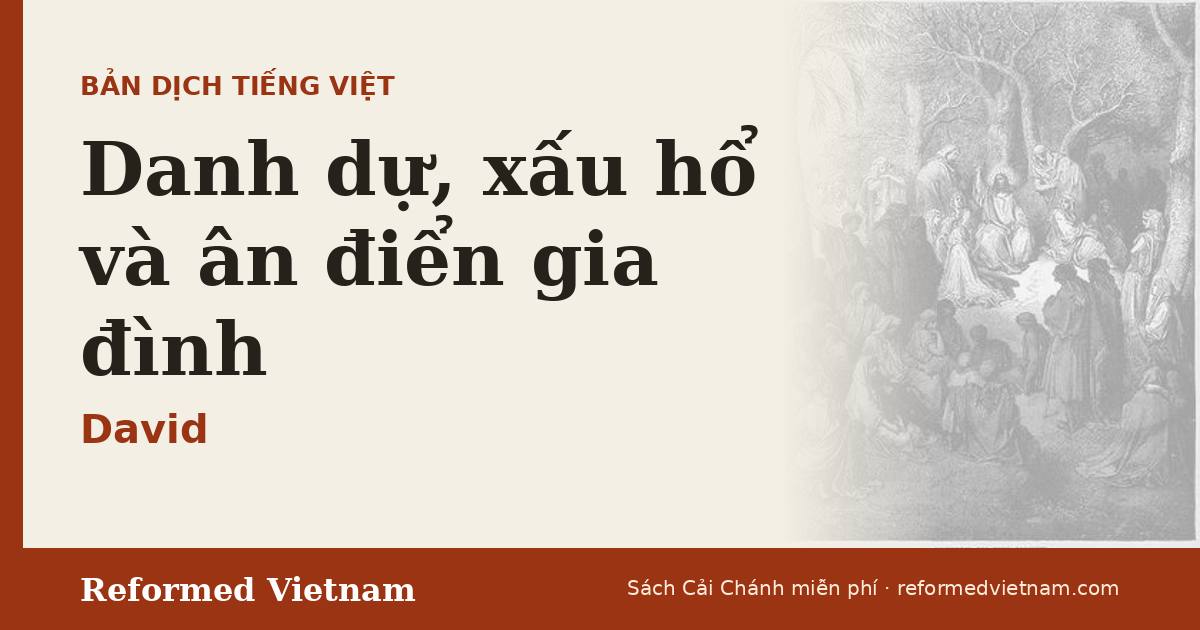 BẢN DỊCH TIẾNG VIỆT
Danh dự, xấu hổ
và ân điển gia
đình
David
Reformed Vietnam
Sách Cải Chánh miễn phí · reformedvietnam.com